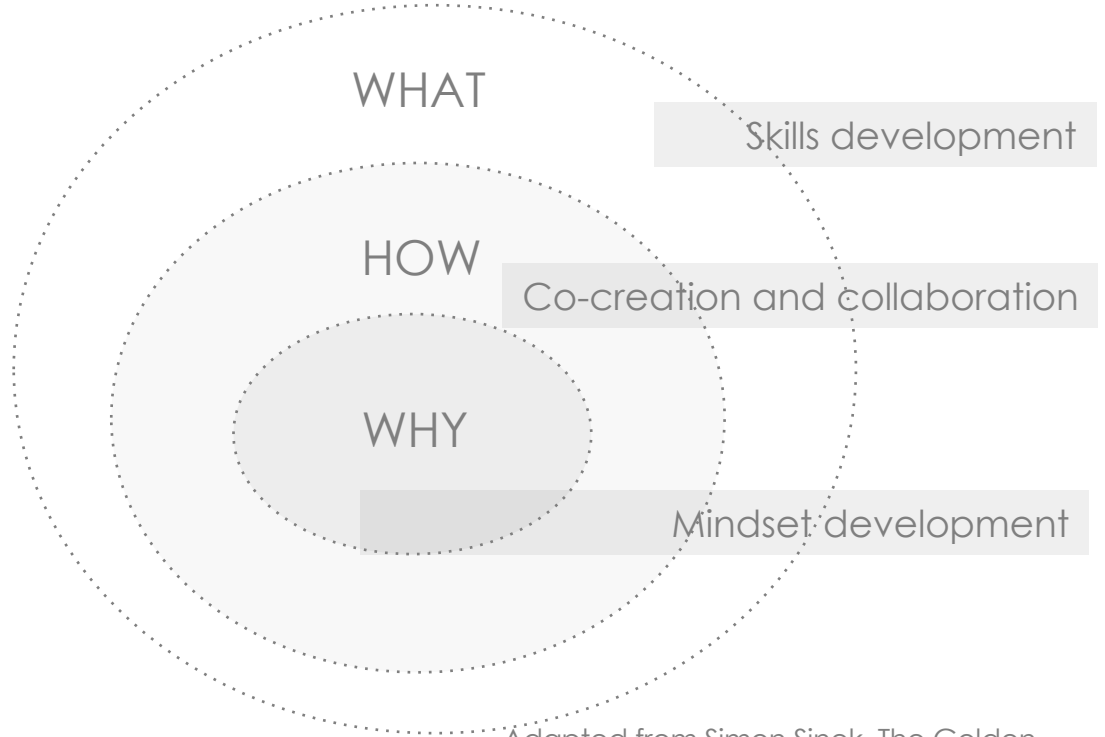 WHAT
Skills development
HOW
Co-creation and collaboration
WHY
Mindset development
Adapted from Simon Sinek, The Golden